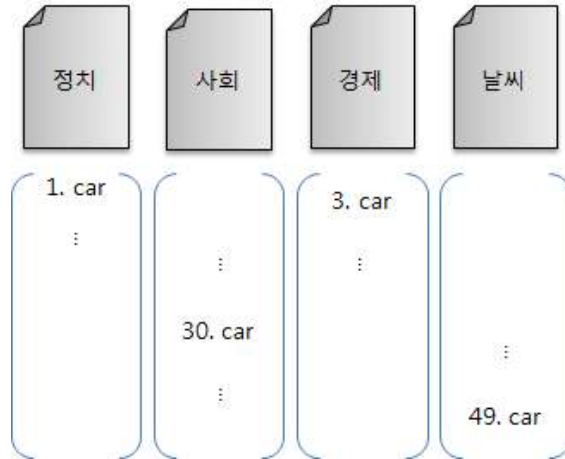 정치 사회 경제 날씨
1. car 3. car
⋮ ⋮
⋮
30. car
⋮
⋮
49. car